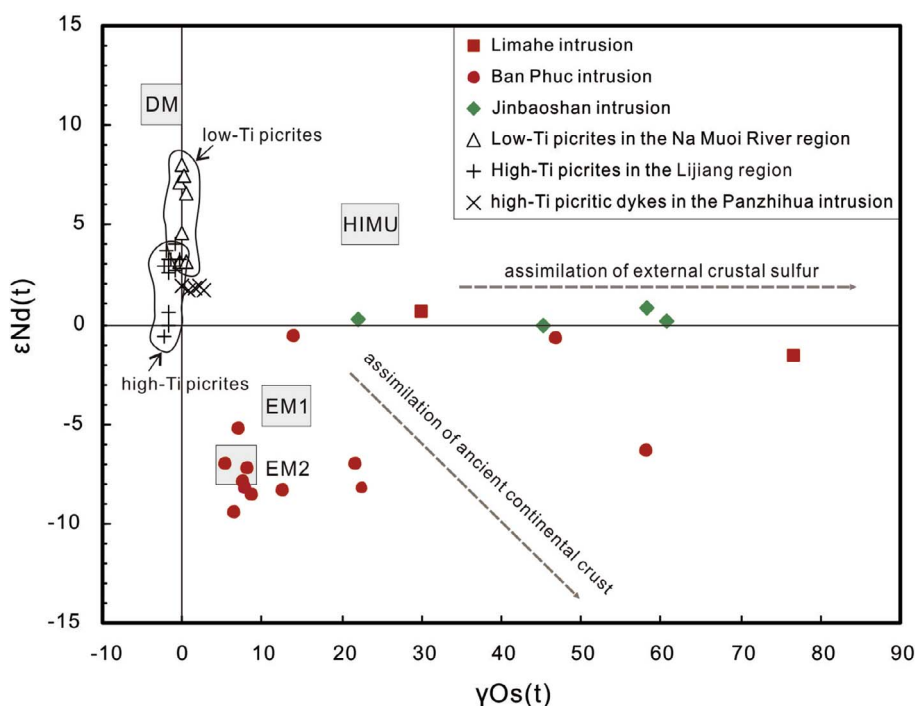 15
10
5
0
-5
-10
-15
εNd(t)
DM
low-Ti picrites
high-Ti picrites
HIMU
EM1
EM2
Limahe intrusion
Ban Phuc intrusion
Jinbaoshan intrusion
Low-Ti picrites in the Na Muoi River region
High-Ti picrites in the Lijiang region
high-Ti picritic dykes in the Panzhihua intrusion
assimilation of external crustal sulfur
assimilation of ancient continental crust
-10 0 10 20 30 40 50 60 70 80 90
γOs(t)